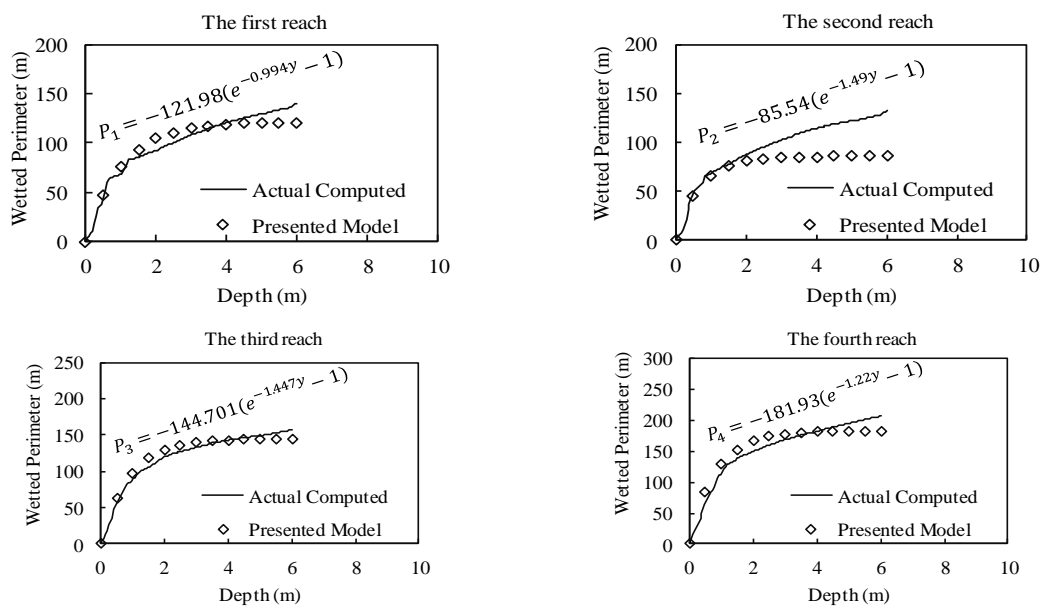 The first reach
200
150
100
50
0
0 2 4 6 8 10
Wetted Perimeter (m)
Depth (m)
P₁ = −121.98(e^{−0.994y} − 1)
Actual Computed
Presented Model
The second reach
200
150
100
50
0
0 2 4 6 8 10
Wetted Perimeter (m)
Depth (m)
P₂ = −85.54(e^{−1.49y} − 1)
Actual Computed
Presented Model
The third reach
250
200
150
100
50
0
0 2 4 6 8 10
Wetted Perimeter (m)
Depth (m)
P₃ = −144.701(e^{−1.447y} − 1)
Actual Computed
Presented Model
The fourth reach
300
250
200
150
100
50
0
0 2 4 6 8 10
Wetted Perimeter (m)
Depth (m)
P₄ = −181.93(e^{−1.22y} − 1)
Actual Computed
Presented Model